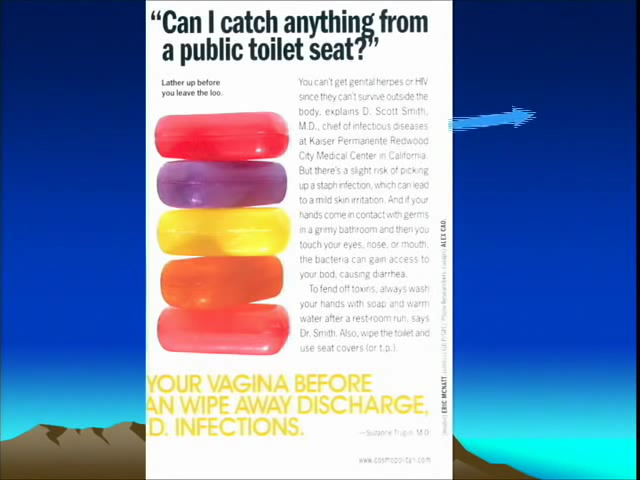 “Can I catch anything from
a public toilet seat?”
Lather up before
you leave the loo.
You can't get genital herpes or HIV
since they can't survive outside the
body, explains D. Scott Smith,
M.D., chief of infectious diseases
at Kaiser Permanente Redwood
City Medical Center in California.
But there's a slight risk of picking
up a staph infection, which can lead
to a mild skin irritation. And if your
hands come in contact with germs
in a grimy bathroom and then you
touch your eyes, nose, or mouth,
the bacteria can gain access to
your bod, causing diarrhea.
To fend off toxins, always wash
your hands with soap and warm
water after a rest-room run, says
Dr. Smith. Also, wipe the toilet and
use seat covers (or t.p.).
YOUR VAGINA BEFORE
AN WIPE AWAY DISCHARGE,
D. INFECTIONS.
—Suzanne Trupin, M.D.
www.cosmopolitan.com
ERIC MCNATT
ALEX CAO